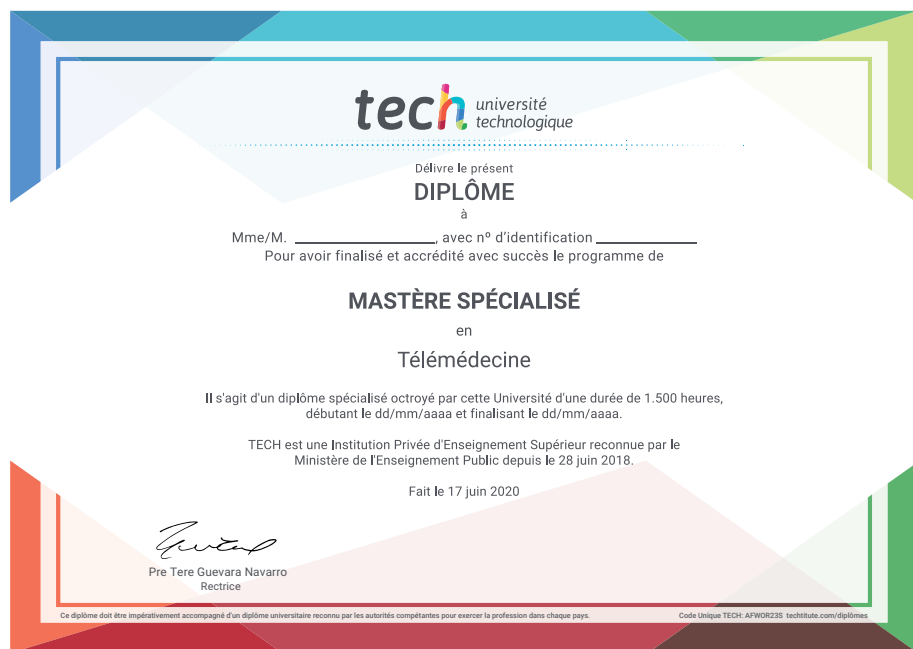 tech université
technologique
Délivre le présent
DIPLÔME
à
Mme/M. ____________, avec nº d'identification ____________
Pour avoir finalisé et accrédité avec succès le programme de
MASTÈRE SPÉCIALISÉ
en
Télémédecine
Il s'agit d'un diplôme spécialisé octroyé par cette Université d'une durée de 1.500 heures,
débutant le dd/mm/aaaa et finalisant le dd/mm/aaaa.
TECH est une Institution Privée d'Enseignement Supérieur reconnue par le
Ministère de l'Enseignement Public depuis le 28 juin 2018.
Fait le 17 juin 2020
Pre Tere Guevara Navarro
Rectrice
Ce diplôme doit être impérativement accompagné d'un diplôme universitaire reconnu par les autorités compétantes pour exercer la profession dans chaque pays. Code Unique TECH: AFWOR23S techtitute.com/diplômes